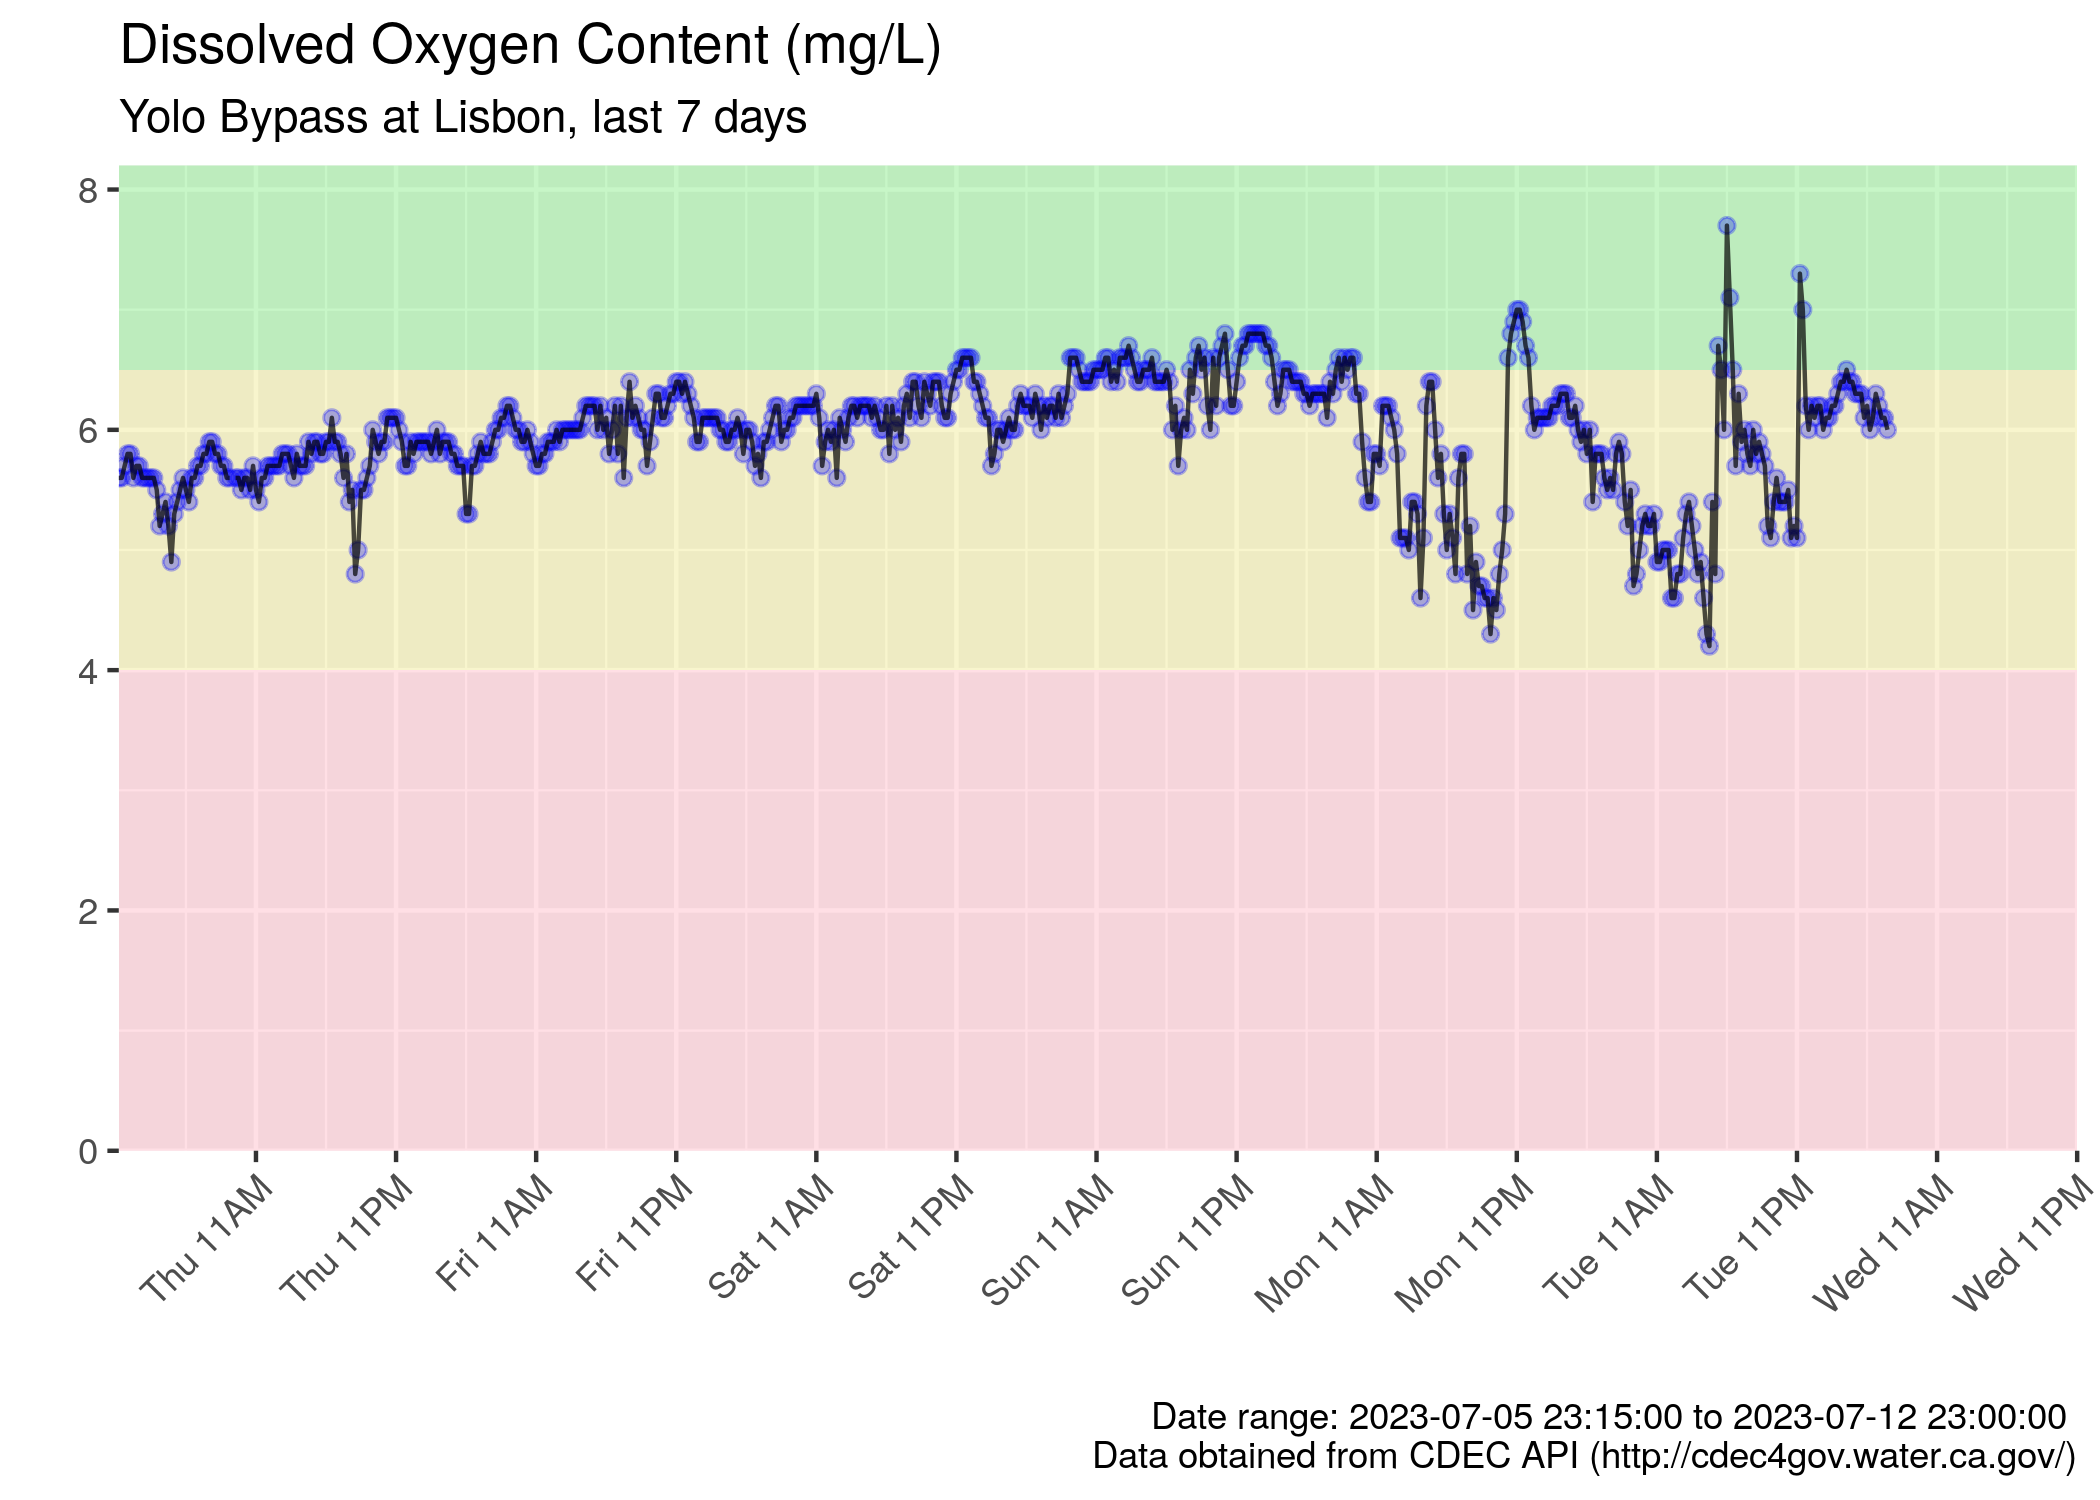 Dissolved Oxygen Content (mg/L)
Yolo Bypass at Lisbon, last 7 days
8
6
4
2
0
Thu 11AM
Thu 11PM
Fri 11AM
Fri 11PM
Sat 11AM
Sat 11PM
Sun 11AM
Sun 11PM
Mon 11AM
Mon 11PM
Tue 11AM
Tue 11PM
Wed 11AM
Wed 11PM
Date range: 2023-07-05 23:15:00 to 2023-07-12 23:00:00
Data obtained from CDEC API (http://cdec4gov.water.ca.gov/)